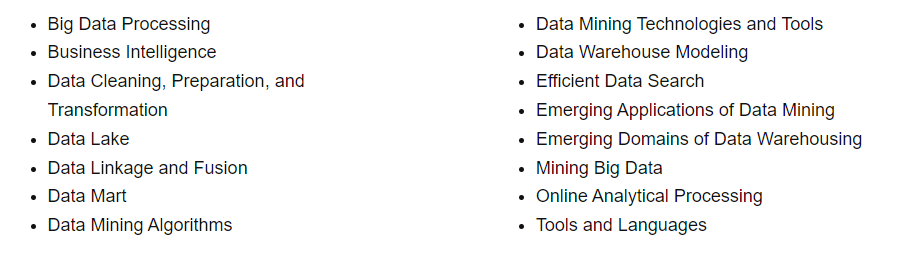 Big Data Processing
Business Intelligence
Data Cleaning, Preparation, and
Transformation
Data Lake
Data Linkage and Fusion
Data Mart
Data Mining Algorithms
Data Mining Technologies and Tools
Data Warehouse Modeling
Efficient Data Search
Emerging Applications of Data Mining
Emerging Domains of Data Warehousing
Mining Big Data
Online Analytical Processing
Tools and Languages